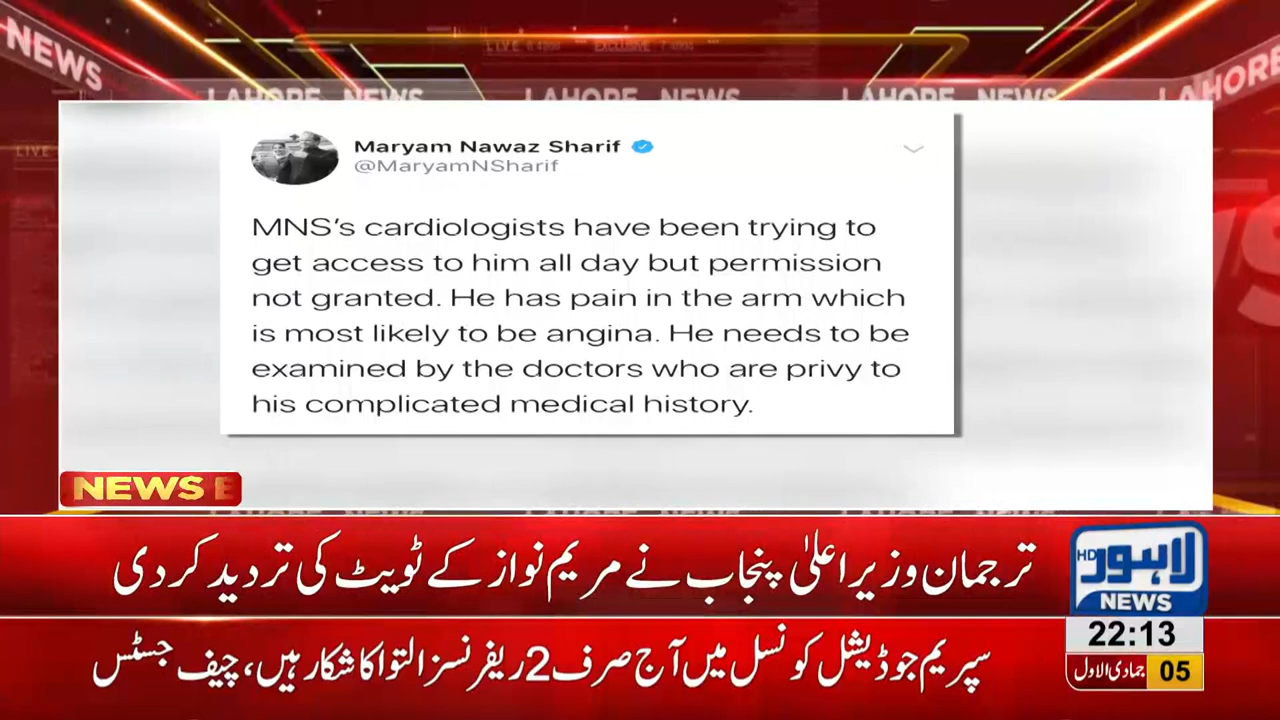 NEWS
LIVE
EXCLUSIVE
LAHORE NEWS
LAHORE NEWS
LAHORE NEWS
LAHORE
LIVE
Maryam Nawaz Sharif
@MaryamNSharif
MNS's cardiologists have been trying to
get access to him all day but permission
not granted. He has pain in the arm which
is most likely to be angina. He needs to be
examined by the doctors who are privy to
his complicated medical history.
NEWS
ترجمان وزیراعلیٰ پنجاب نے مریم نواز کے ٹویٹ کی تردید کردی
HD لاہور
NEWS
22:13
سپریم جوڈیشل کونسل میں آج صرف 2 ریفرنسز التوا کا شکار ہیں، چیف جسٹس
05 جمادی الاول